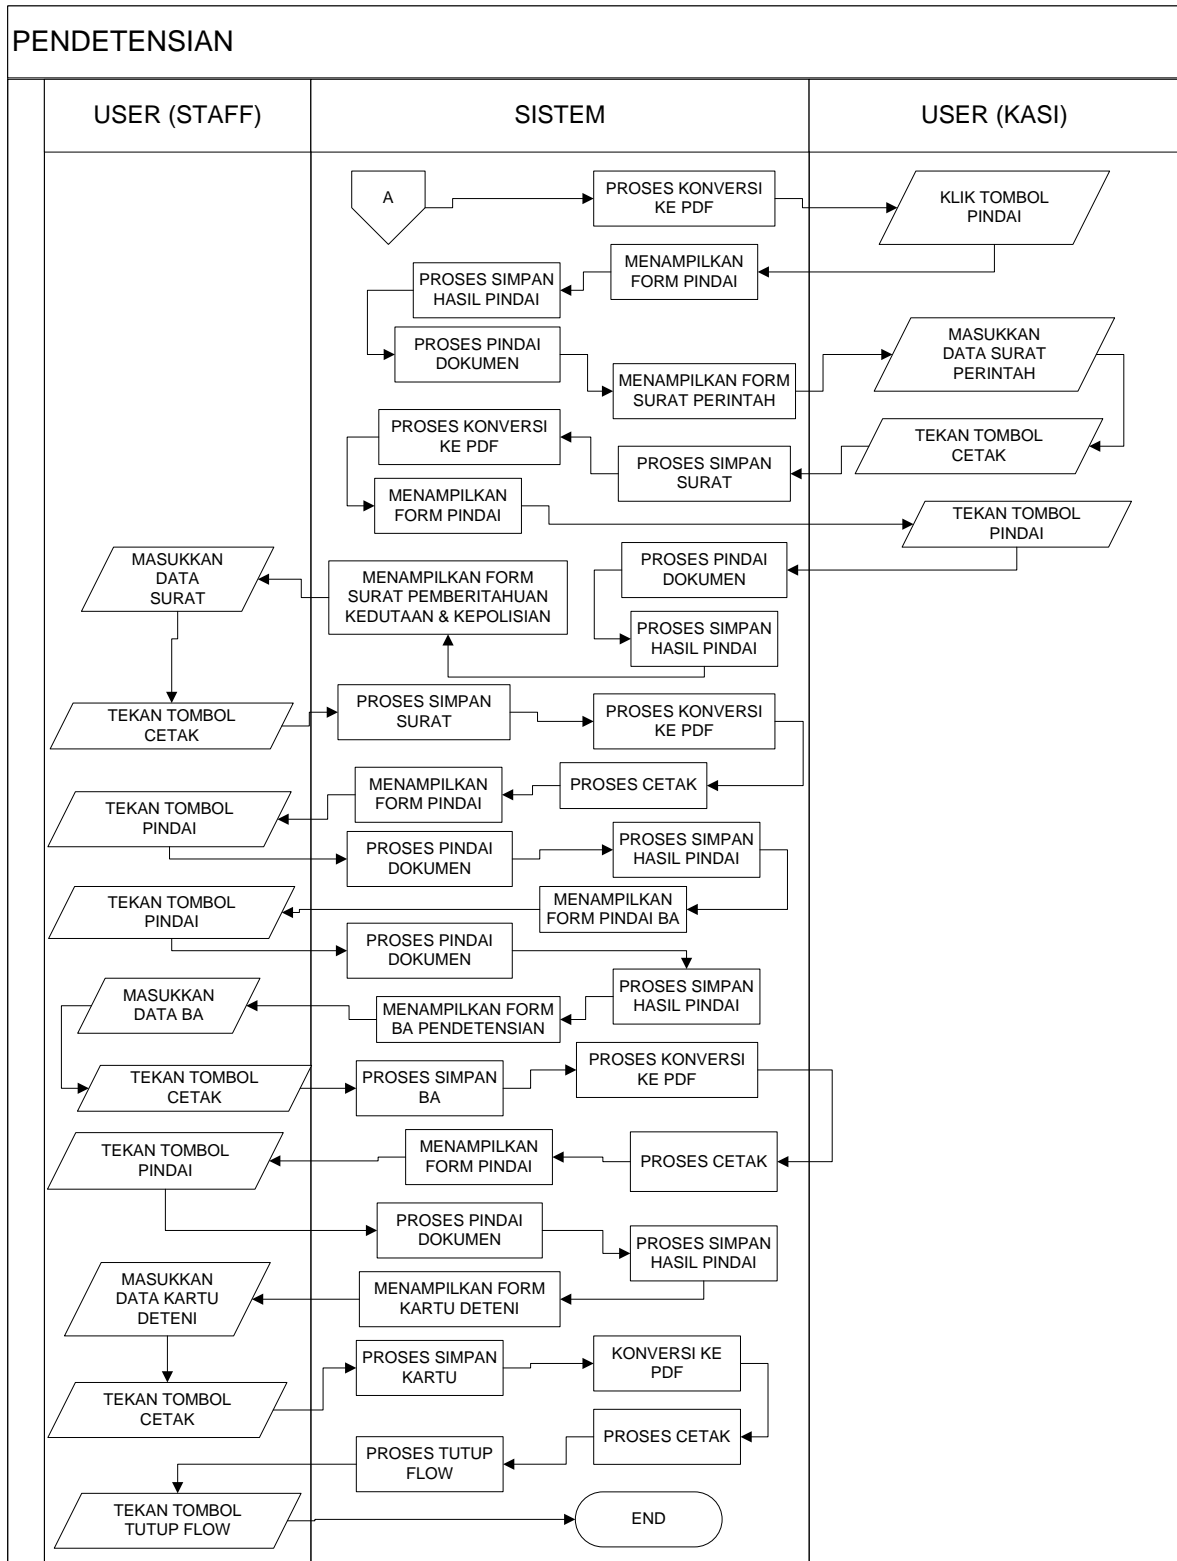 PENDETENSIAN
USER (STAFF)
SISTEM
USER (KASI)
A
PROSES KONVERSI
KE PDF
KLIK TOMBOL
PINDAI
MENAMPILKAN
FORM PINDAI
PROSES SIMPAN
HASIL PINDAI
PROSES PINDAI
DOKUMEN
MENAMPILKAN FORM
SURAT PERINTAH
MASUKKAN
DATA SURAT
PERINTAH
TEKAN TOMBOL
CETAK
PROSES SIMPAN
SURAT
PROSES KONVERSI
KE PDF
MENAMPILKAN
FORM PINDAI
TEKAN TOMBOL
PINDAI
PROSES PINDAI
DOKUMEN
PROSES SIMPAN
HASIL PINDAI
MENAMPILKAN FORM
SURAT PEMBERITAHUAN
KEDUTAAN & KEPOLISIAN
MASUKKAN
DATA
SURAT
TEKAN TOMBOL
CETAK
PROSES SIMPAN
SURAT
PROSES KONVERSI
KE PDF
PROSES CETAK
MENAMPILKAN
FORM PINDAI
TEKAN TOMBOL
PINDAI
PROSES PINDAI
DOKUMEN
PROSES SIMPAN
HASIL PINDAI
MENAMPILKAN
FORM PINDAI BA
TEKAN TOMBOL
PINDAI
PROSES PINDAI
DOKUMEN
PROSES SIMPAN
HASIL PINDAI
MENAMPILKAN FORM
BA PENDETENSIAN
MASUKKAN
DATA BA
TEKAN TOMBOL
CETAK
PROSES SIMPAN
BA
PROSES KONVERSI
KE PDF
PROSES CETAK
MENAMPILKAN
FORM PINDAI
TEKAN TOMBOL
PINDAI
PROSES PINDAI
DOKUMEN
PROSES SIMPAN
HASIL PINDAI
MENAMPILKAN FORM
KARTU DETENI
MASUKKAN
DATA KARTU
DETENI
TEKAN TOMBOL
CETAK
PROSES SIMPAN
KARTU
KONVERSI KE
PDF
PROSES CETAK
PROSES TUTUP
FLOW
TEKAN TOMBOL
TUTUP FLOW
END